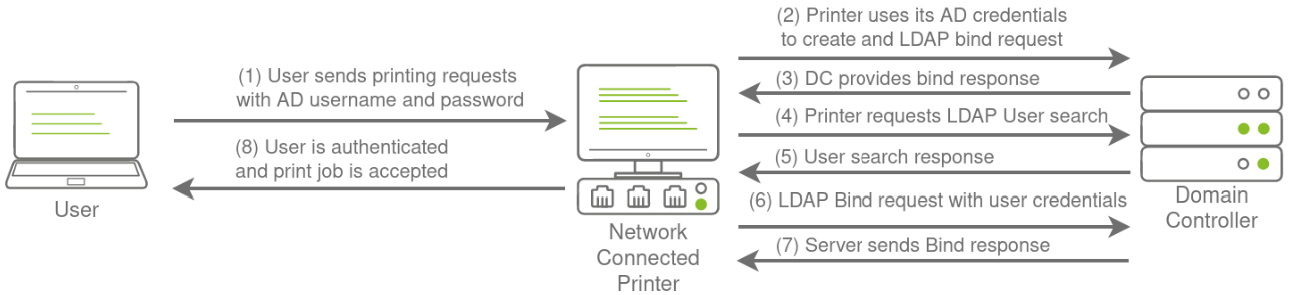 (1) User sends printing requests
with AD username and password
(8) User is authenticated
and print job is accepted
User
Network
Connected
Printer
(2) Printer uses its AD credentials
to create and LDAP bind request
(3) DC provides bind response
(4) Printer requests LDAP User search
(5) User search response
(6) LDAP Bind request with user credentials
(7) Server sends Bind response
Domain
Controller